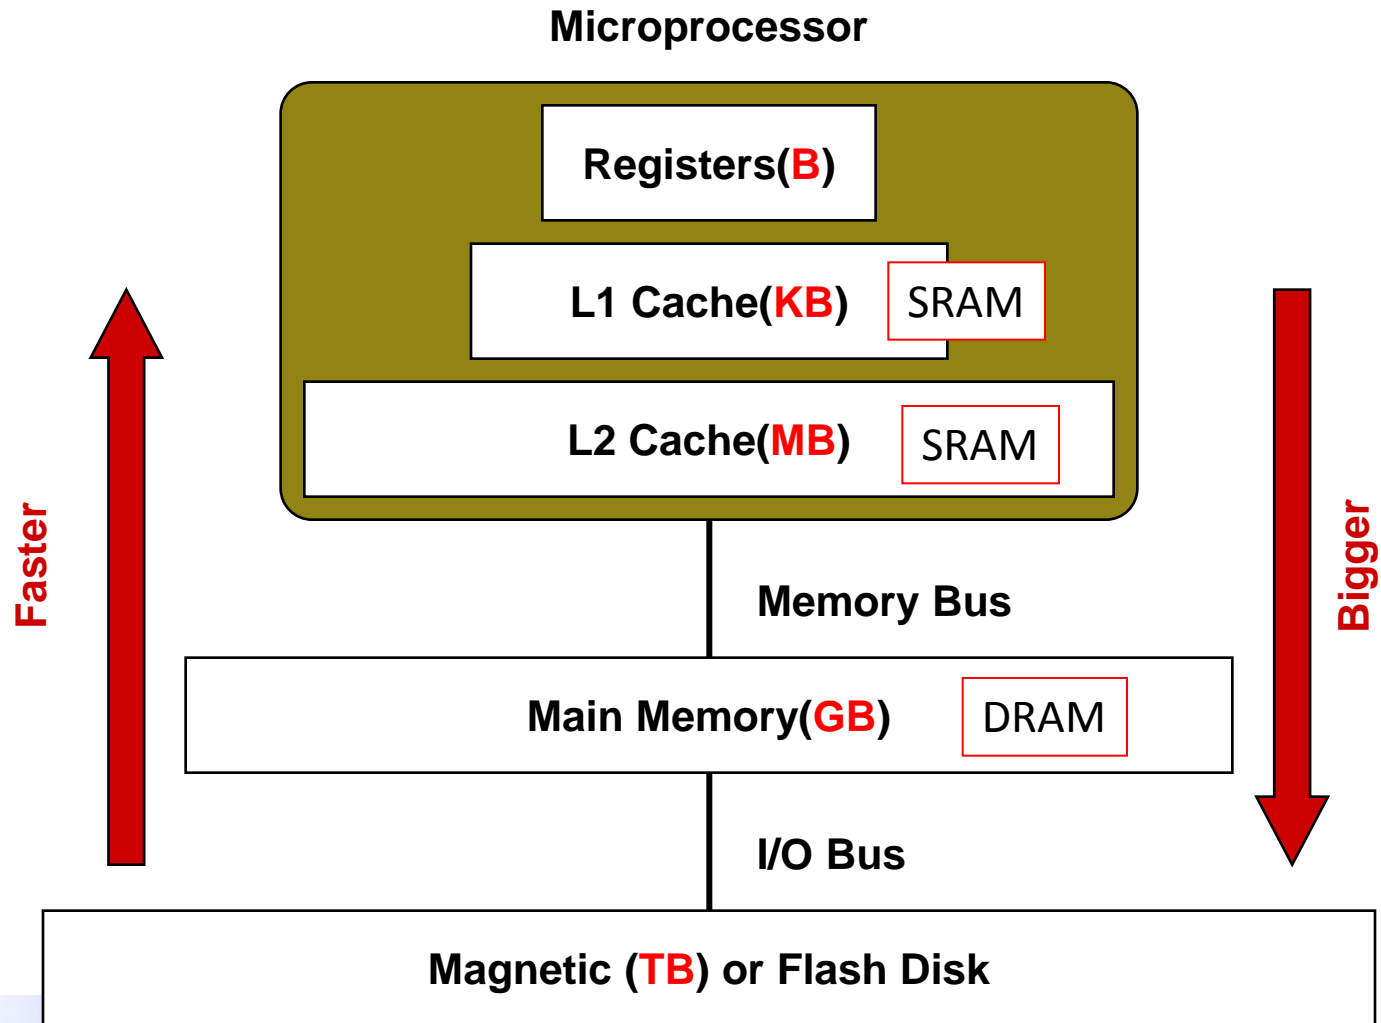 Microprocessor
Registers(B)
L1 Cache(KB) SRAM
L2 Cache(MB) SRAM
Faster
Bigger
Memory Bus
Main Memory(GB) DRAM
I/O Bus
Magnetic (TB) or Flash Disk